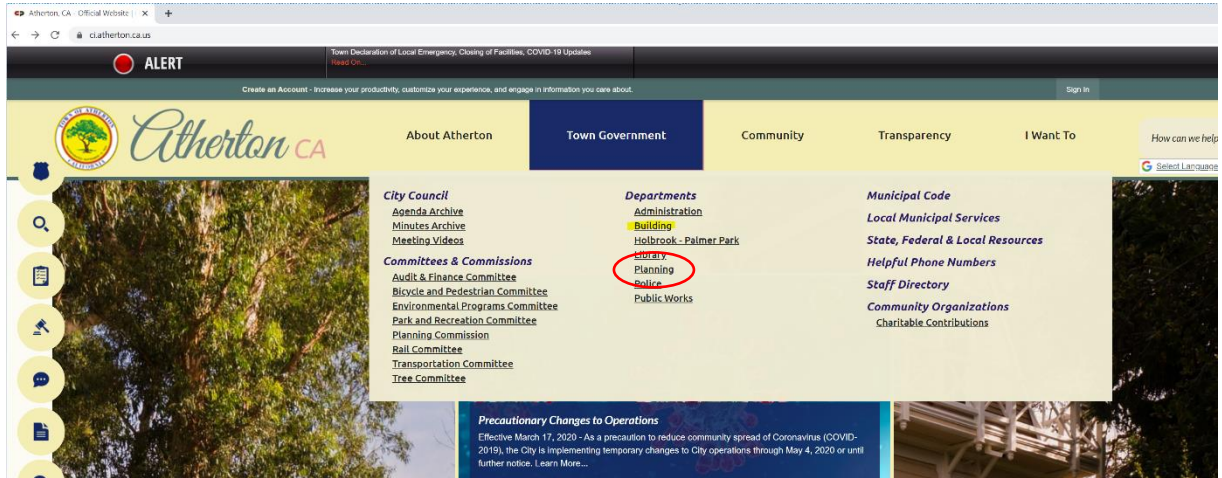 Atherton, CA - Official Website |
ci.atherton.ca.us
ALERT
Town Declaration of Local Emergency, Closing of Facilities, COVID-19 Updates
Read On...
Create an Account - Increase your productivity, customize your experience, and engage in information you care about.
Sign In
TOWN OF ATHERTON
CALIFORNIA
Atherton CA
About Atherton
Town Government
Community
Transparency
I Want To
How can we help
G Select Language
City Council
Agenda Archive
Minutes Archive
Meeting Videos
Committees & Commissions
Audit & Finance Committee
Bicycle and Pedestrian Committee
Environmental Programs Committee
Park and Recreation Committee
Planning Commission
Rail Committee
Transportation Committee
Tree Committee
Departments
Administration
Building
Holbrook - Palmer Park
Library
Planning
Police
Public Works
Municipal Code
Local Municipal Services
State, Federal & Local Resources
Helpful Phone Numbers
Staff Directory
Community Organizations
Charitable Contributions
Precautionary Changes to Operations
Effective March 17, 2020 - As a precaution to reduce community spread of Coronavirus (COVID-
2019), the City is implementing temporary changes to City operations through May 4, 2020 or until
further notice. Learn More...